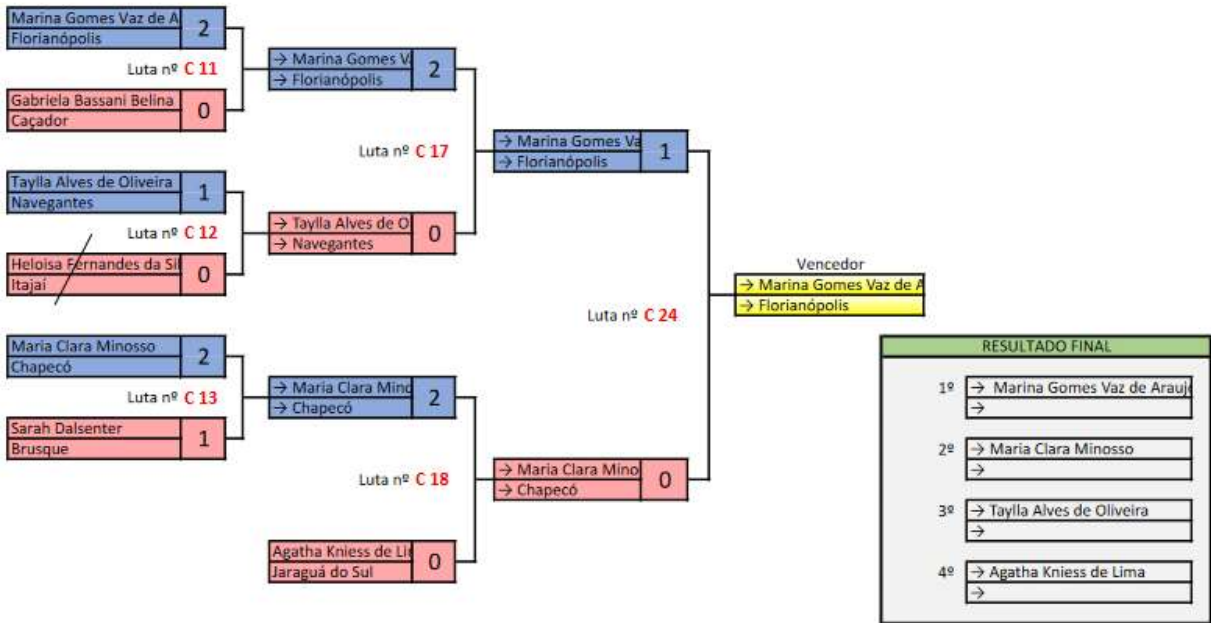 Marina Gomes Vaz de A
Florianópolis
2
Luta nº C 11
Gabriela Bassani Belina
Caçador
0
→ Marina Gomes V
→ Florianópolis
2
Luta nº C 17
Taylla Alves de Oliveira
Navegantes
1
Luta nº C 12
Heloisa Fernandes da Sil
Itajaí
0
→ Taylla Alves de O
→ Navegantes
0
→ Marina Gomes Va
→ Florianópolis
1
Luta nº C 24
Vencedor
→ Marina Gomes Vaz de A
→ Florianópolis
Maria Clara Minosso
Chapecó
2
Luta nº C 13
Sarah Dalsenter
Brusque
1
→ Maria Clara Mino
→ Chapecó
2
Luta nº C 18
Agatha Kniess de Li
Jaraguá do Sul
0
→ Maria Clara Mino
→ Chapecó
0
RESULTADO FINAL
1º → Marina Gomes Vaz de Arauj
→
2º → Maria Clara Minosso
→
3º → Taylla Alves de Oliveira
→
4º → Agatha Kniess de Lima
→